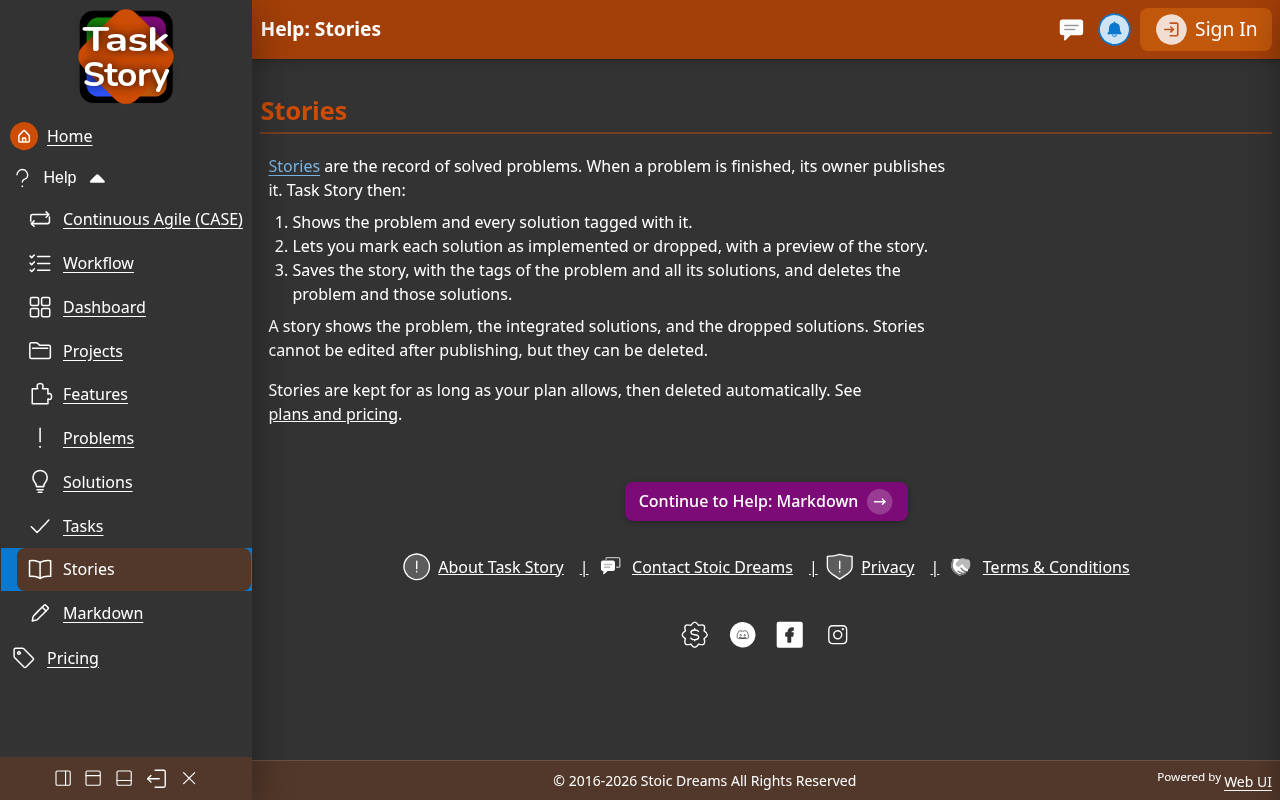 Task
Story
Home
Help
Continuous Agile (CASE)
Workflow
Dashboard
Projects
Features
Problems
Solutions
Tasks
Stories
Markdown
Pricing
Help: Stories
Sign In
Stories
Stories are the record of solved problems. When a problem is finished, its owner publishes
it. Task Story then:
1. Shows the problem and every solution tagged with it.
2. Lets you mark each solution as implemented or dropped, with a preview of the story.
3. Saves the story, with the tags of the problem and all its solutions, and deletes the
problem and those solutions.
A story shows the problem, the integrated solutions, and the dropped solutions. Stories
cannot be edited after publishing, but they can be deleted.
Stories are kept for as long as your plan allows, then deleted automatically. See
plans and pricing.
Continue to Help: Markdown
About Task Story | Contact Stoic Dreams | Privacy | Terms & Conditions
© 2016-2026 Stoic Dreams All Rights Reserved
Powered by Web UI